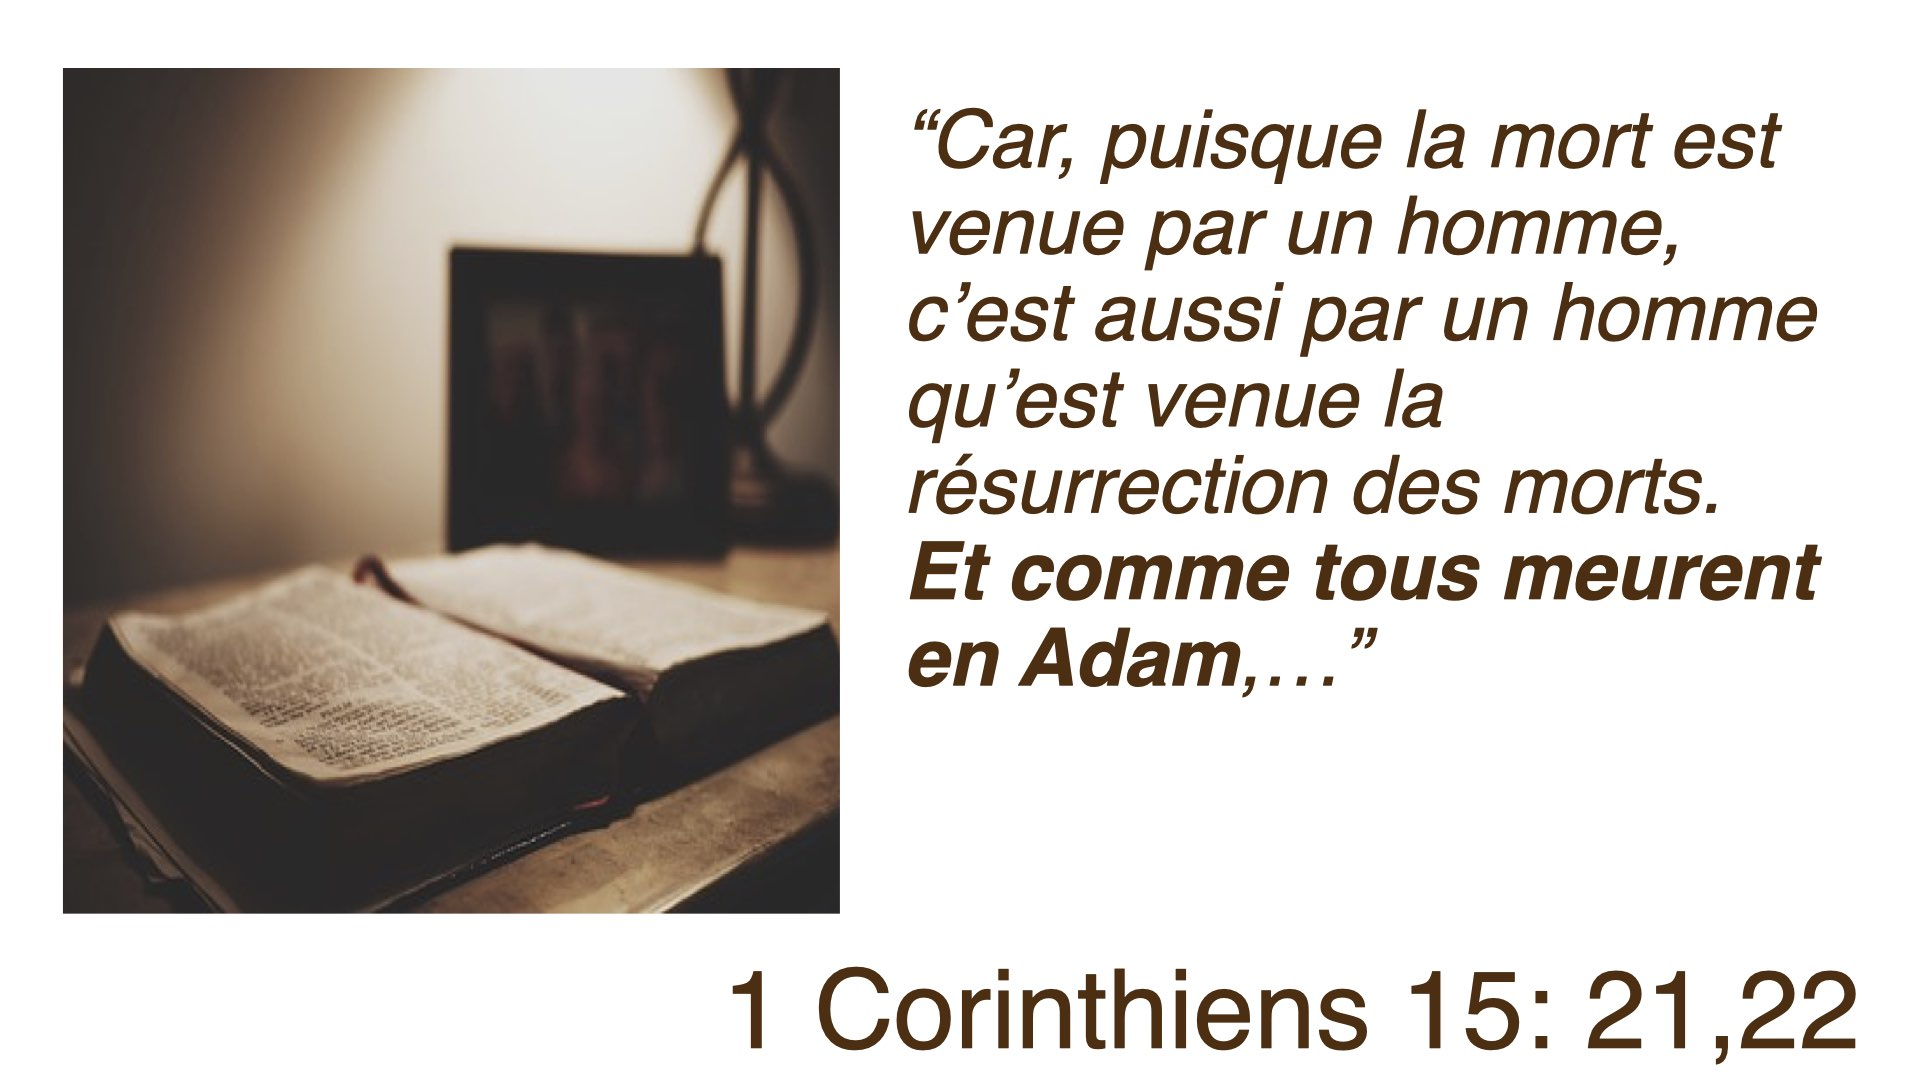 “Car, puisque la mort est
venue par un homme,
c’est aussi par un homme
qu’est venue la
résurrection des morts.
Et comme tous meurent
en Adam,…”
1 Corinthiens 15: 21,22